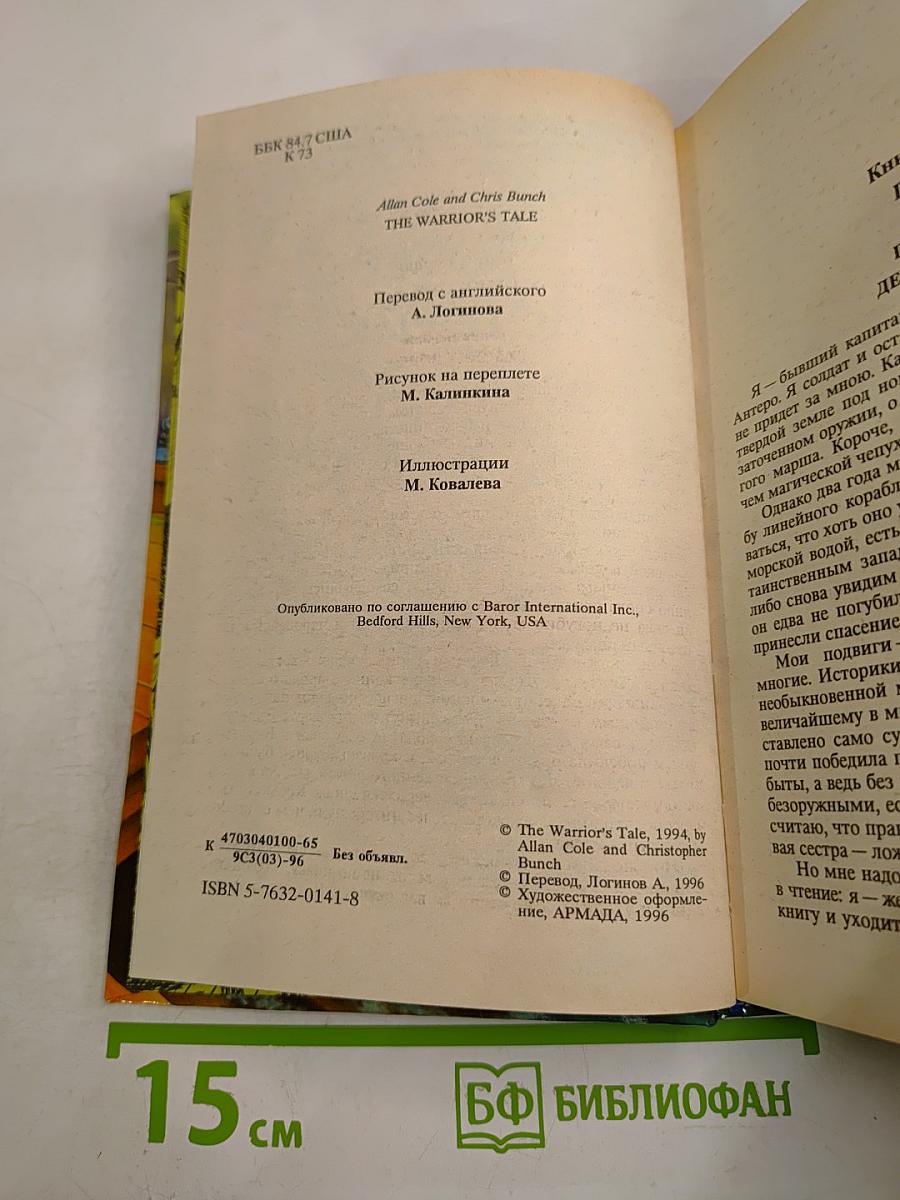 ББК 84.7 США
К 73
Allan Cole and Chris Bunch
THE WARRIOR'S TALE
Перевод с английского
А. Логинова
Рисунок на переплете
М. Калинкина
Иллюстрации
М. Ковалева
Опубликовано по соглашению с Baror International Inc.,
Bedford Hills, New York, USA
К 4703040100-65
9С3(03)-96
Без объявл.
ISBN 5-7632-0141-8
© The Warrior's Tale, 1994, by
Allan Cole and Christopher
Bunch
© Перевод, Логинов А, 1996
© Художественное оформле-
ние, АРМАДА, 1996
Я — бывший капита
Антеро. Я солдат и ост
не придет за мною. Ка
твердой земле под но
заточенном оружии, о
гого марша. Короче,
чем магической чепух
Однако два года м
бу линейного корабл
ваться, что хоть оно у
морской водой, есть
таинственным запад
либо снова увидим
он едва не погубил
принесли спасение
Мои подвиги —
многие. Историки
необыкновенной м
величайшему в м
ставлено само су
почти победила п
быты, а ведь без
безоружными, ес
считаю, что прав
вая сестра — лож
Но мне надо
в чтение: я — же
книгу и уходит
15 см
БФ БИБЛИОФАН